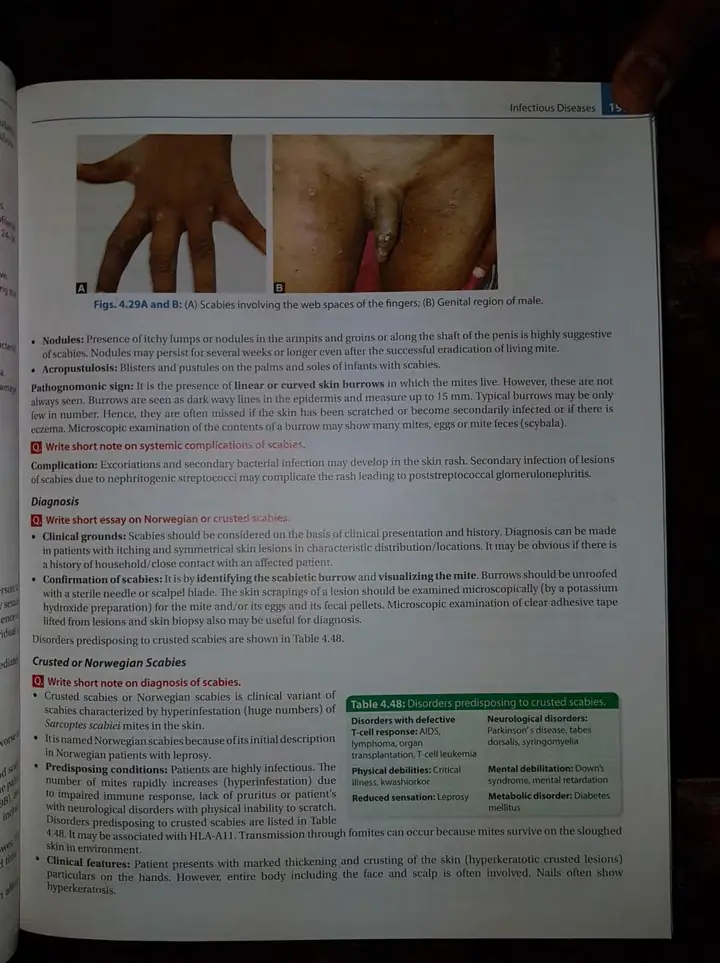 Infectious Diseases
A
B
Figs. 4.29A and B: (A) Scabies involving the web spaces of the fingers; (B) Genital region of male.
• Nodules: Presence of itchy lumps or nodules in the armpits and groins or along the shaft of the penis is highly suggestive
of scabies. Nodules may persist for several weeks or longer even after the successful eradication of living mite.
• Acropustulosis: Blisters and pustules on the palms and soles of infants with scabies.
Pathognomonic sign: It is the presence of linear or curved skin burrows in which the mites live. However, these are not
always seen. Burrows are seen as dark wavy lines in the epidermis and measure up to 15 mm. Typical burrows may be only
few in number. Hence, they are often missed if the skin has been scratched or become secondarily infected or if there is
eczema. Microscopic examination of the contents of a burrow may show many mites, eggs or mite feces (scybala).
Q. Write short note on systemic complications of scabies.
Complication: Excoriations and secondary bacterial infection may develop in the skin rash. Secondary infection of lesions
of scabies due to nephritogenic streptococci may complicate the rash leading to poststreptococcal glomerulonephritis.
Diagnosis
Q. Write short essay on Norwegian or crusted scabies.
• Clinical grounds: Scabies should be considered on the basis of clinical presentation and history. Diagnosis can be made
in patients with itching and symmetrical skin lesions in characteristic distribution/locations. It may be obvious if there is
a history of household/close contact with an affected patient.
• Confirmation of scabies: It is by identifying the scabietic burrow and visualizing the mite. Burrows should be unroofed
with a sterile needle or scalpel blade. The skin scrapings of a lesion should be examined microscopically (by a potassium
hydroxide preparation) for the mite and/or its eggs and its fecal pellets. Microscopic examination of clear adhesive tape
lifted from lesions and skin biopsy also may be useful for diagnosis.
Disorders predisposing to crusted scabies are shown in Table 4.48.
Crusted or Norwegian Scabies
Q. Write short note on diagnosis of scabies.
• Crusted scabies or Norwegian scabies is clinical variant of
scabies characterized by hyperinfestation (huge numbers) of
Sarcoptes scabiei mites in the skin.
• It is named Norwegian scabies because of its initial description
in Norwegian patients with leprosy.
• Predisposing conditions: Patients are highly infectious. The
number of mites rapidly increases (hyperinfestation) due
to impaired immune response, lack of pruritus or patient's
with neurological disorders with physical inability to scratch.
Disorders predisposing to crusted scabies are listed in Table
4.48. It may be associated with HLA-A11. Transmission through fomites can occur because mites survive on the sloughed
skin in environment.
• Clinical features: Patient presents with marked thickening and crusting of the skin (hyperkeratotic crusted lesions)
particulars on the hands. However, entire body including the face and scalp is often involved. Nails often show
hyperkeratosis.
Table 4.48: Disorders predisposing to crusted scabies.
Disorders with defective
T-cell response: AIDS,
lymphoma, organ
transplantation, T-cell leukemia
Neurological disorders:
Parkinson's disease, tabes
dorsalis, syringomyelia
Physical debilities: Critical
illness, kwashiorkor
Mental debilitation: Down's
syndrome, mental retardation
Reduced sensation: Leprosy
Metabolic disorder: Diabetes
mellitus